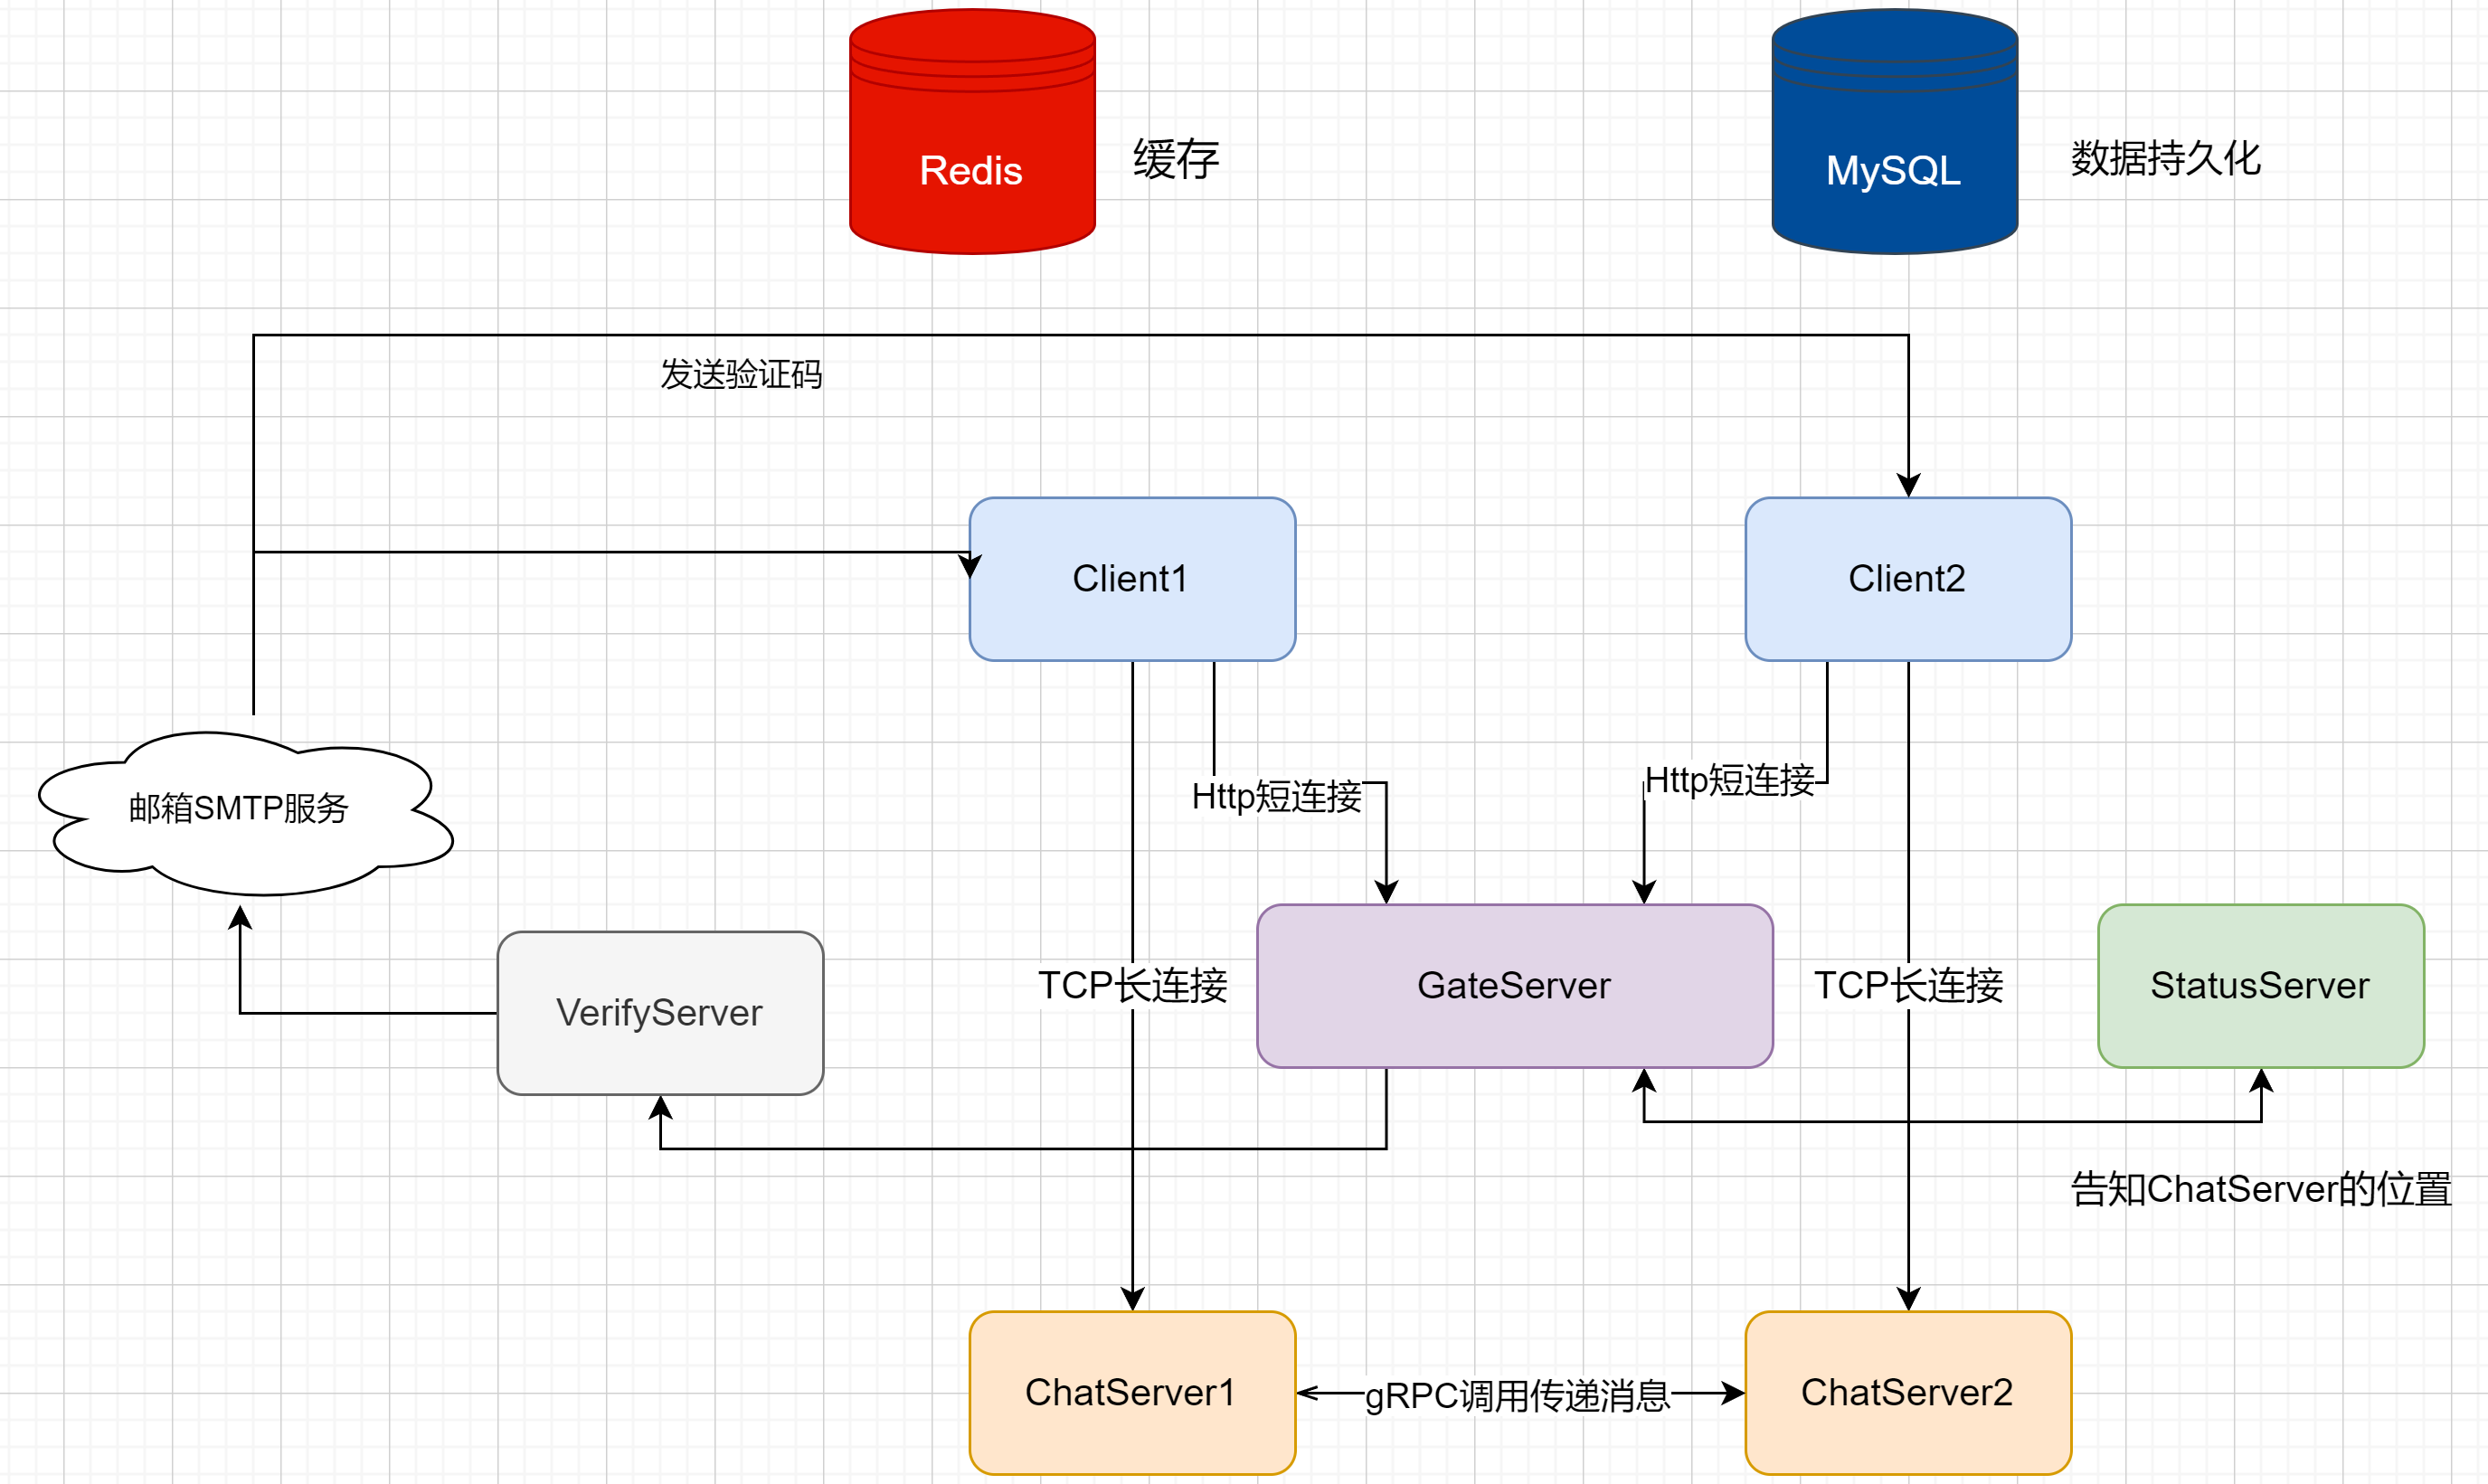 Redis
缓存
MySQL
数据持久化
发送验证码
Client1
Client2
邮箱SMTP服务
Http短连接
Http短连接
VerifyServer
TCP长连接
GateServer
TCP长连接
StatusServer
告知ChatServer的位置
ChatServer1
gRPC调用传递消息
ChatServer2